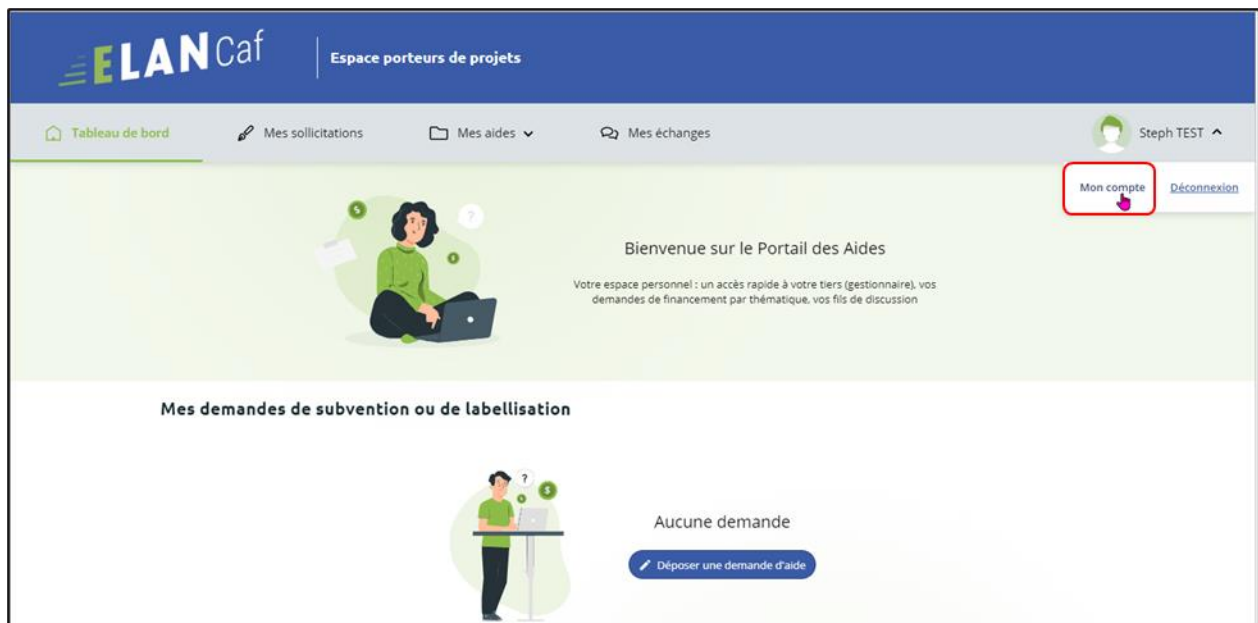 ELAN Caf
Espace porteurs de projets
Tableau de bord
Mes sollicitations
Mes aides
Mes échanges
Steph TEST
Mon compte
Déconnexion
?
$
$
$
Bienvenue sur le Portail des Aides
Votre espace personnel : un accès rapide à votre tiers (gestionnaire), vos
demandes de financement par thématique, vos fils de discussion
Mes demandes de subvention ou de labellisation
?
$
$
Aucune demande
Déposer une demande d'aide